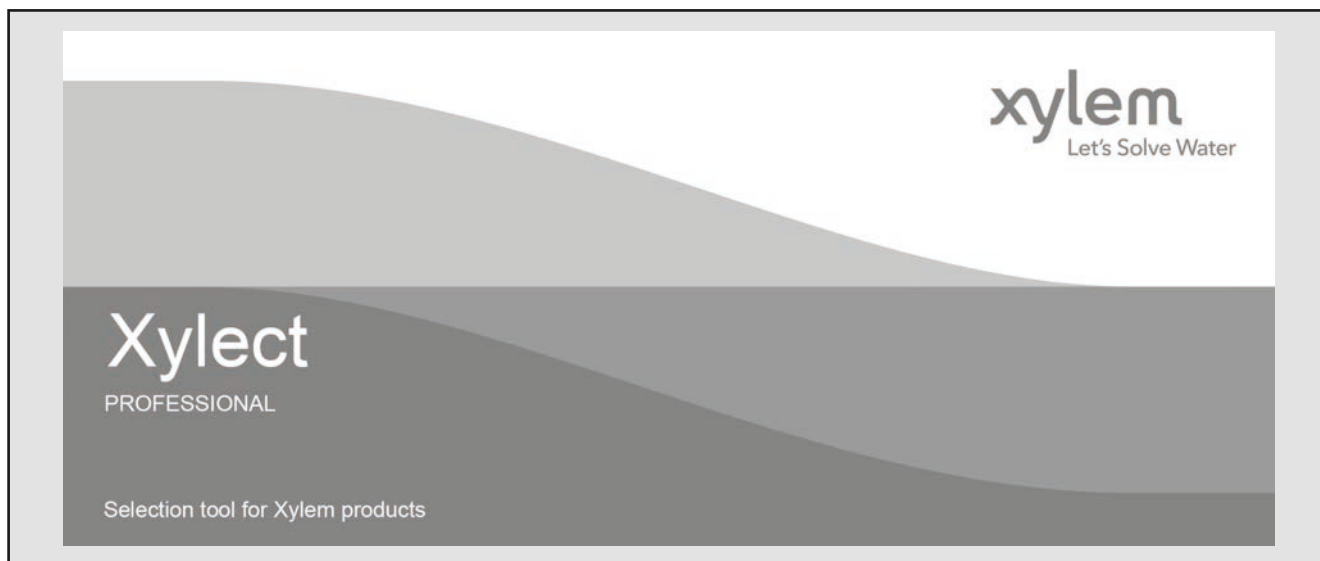 xylem
Let's Solve Water
Xylect
PROFESSIONAL
Selection tool for Xylem products